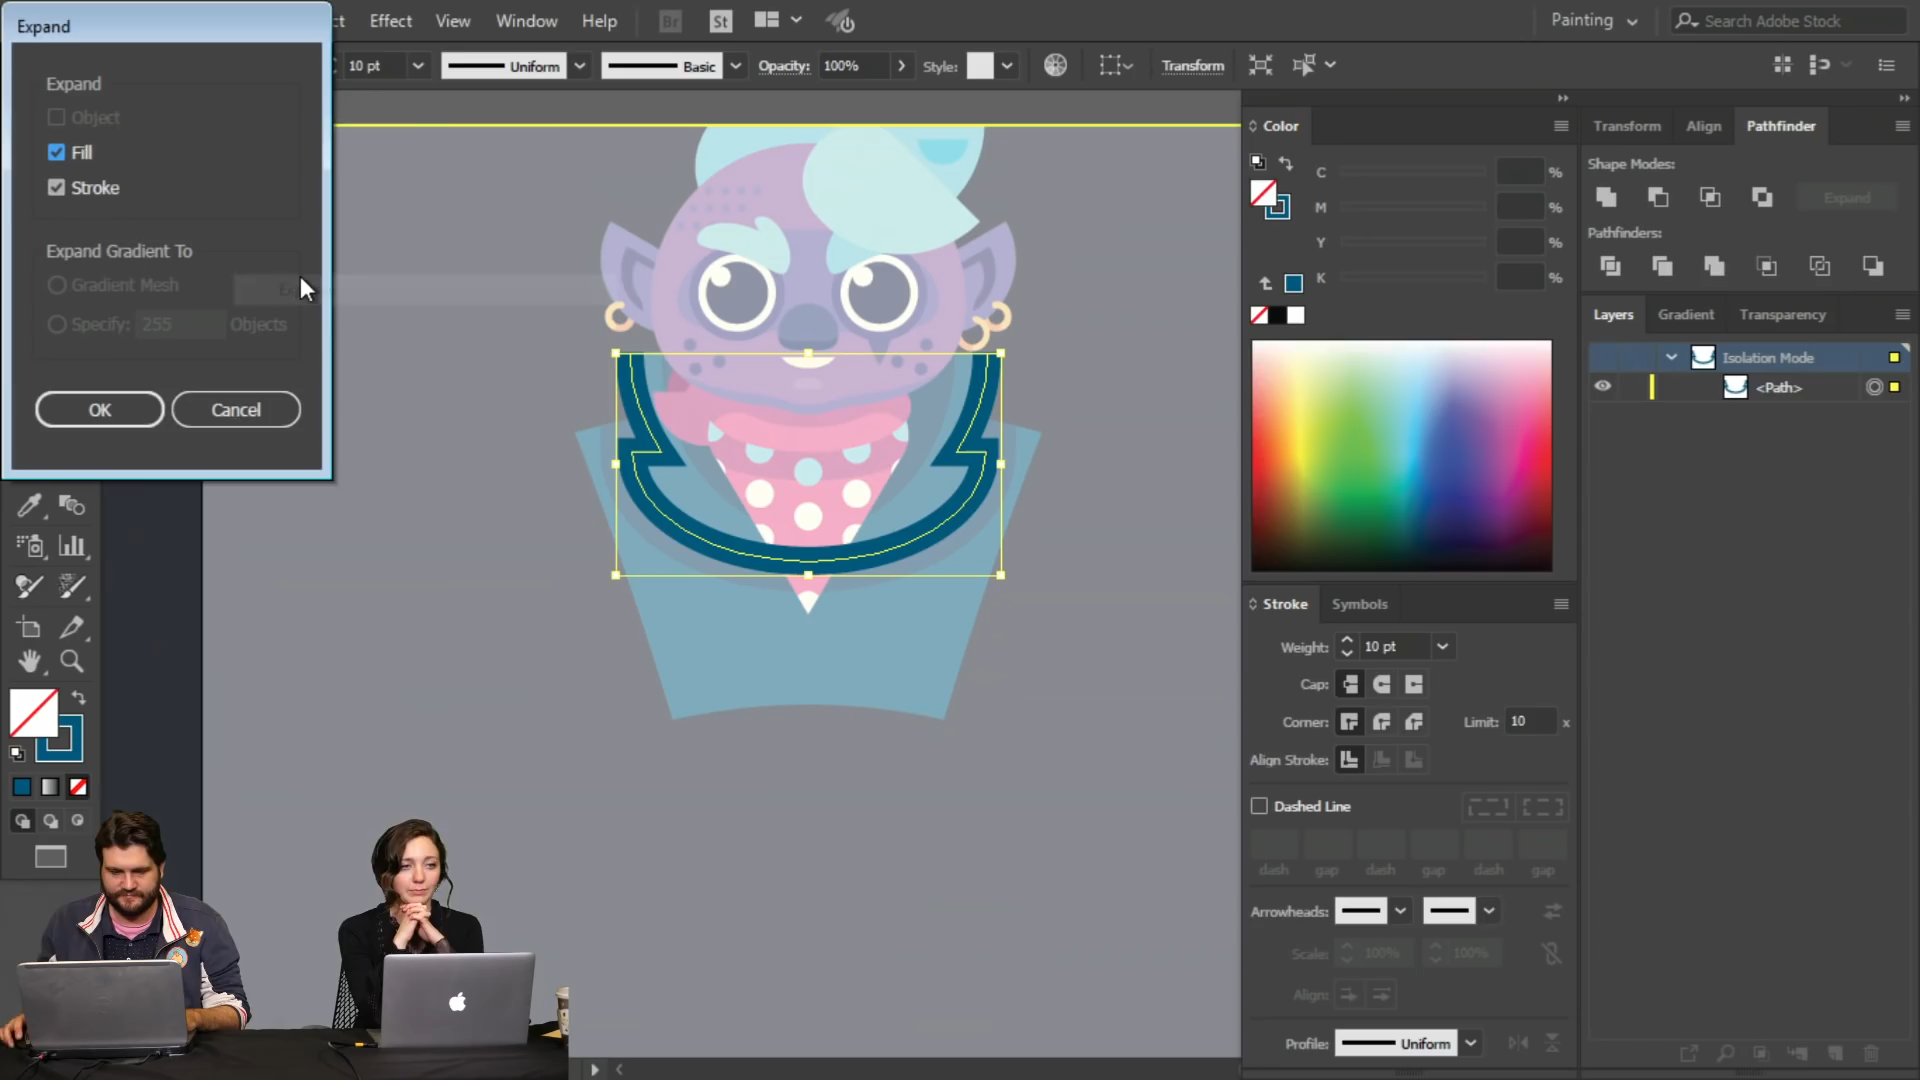 Expand
Effect View Window Help
Br St
Painting
Search Adobe Stock
10 pt
Uniform
Basic
Opacity: 100%
Style:
Transform
Expand
Object
Fill
Stroke
Expand Gradient To
Gradient Mesh
Specify: 255 Objects
OK Cancel
Color
C %
M %
Y %
K %
Transform Align Pathfinder
Shape Modes:
Expand
Pathfinders:
Layers Gradient Transparency
Isolation Mode
<Path>
Stroke Symbols
Weight: 10 pt
Cap:
Corner: Limit: 10 x
Align Stroke:
Dashed Line
dash gap dash gap dash gap
Arrowheads:
Scale: 100% 100%
Align:
Profile: Uniform